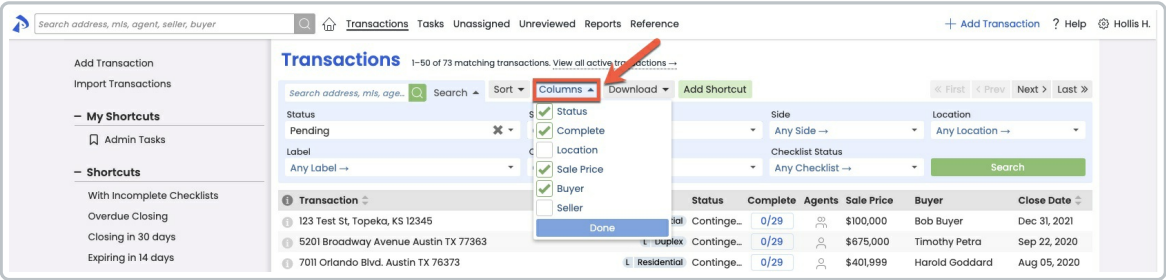 Search address, mls, agent, seller, buyer
Transactions Tasks Unassigned Unreviewed Reports Reference
+ Add Transaction ? Help Hollis H.
Add Transaction
Import Transactions
– My Shortcuts
Admin Tasks
– Shortcuts
With Incomplete Checklists
Overdue Closing
Closing in 30 days
Expiring in 14 days
Transactions 1–50 of 73 matching transactions. View all active transactions →
Search address, mls, age... Search Sort Columns Download Add Shortcut « First < Prev Next > Last »
Status Side Location
Pending Any Side → Any Location →
Label Checklist Status
Any Label → Any Checklist → Search
Status
Complete
Location
Sale Price
Buyer
Seller
Done
Transaction Status Complete Agents Sale Price Buyer Close Date
123 Test St, Topeka, KS 12345 ial Continge... 0/29 $100,000 Bob Buyer Dec 31, 2021
5201 Broadway Avenue Austin TX 77363 L Duplex Continge... 0/29 $675,000 Timothy Petra Sep 22, 2020
7011 Orlando Blvd. Austin TX 76373 L Residential Continge... 0/29 $401,999 Harold Goddard Aug 05, 2020